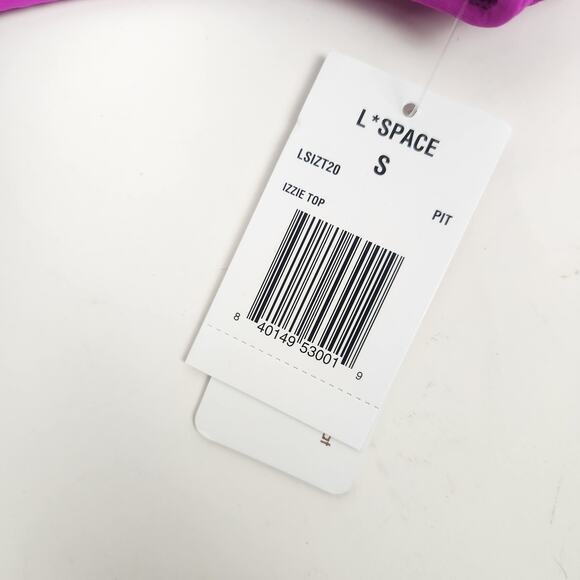 L*SPACE
LSIZT20 S
IZZIE TOP PIT
8 40149 53001 9